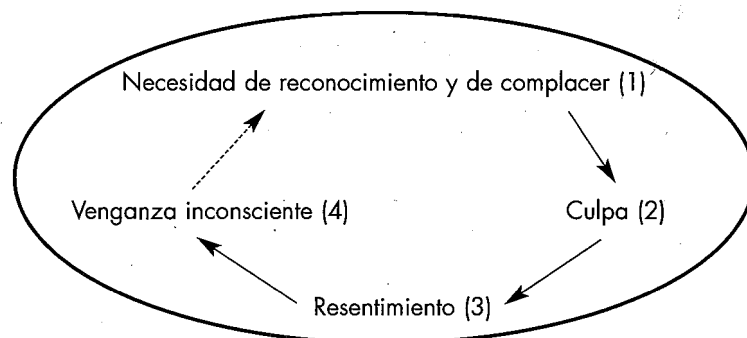 Necesidad de reconocimiento y de complacer (1)
Venganza inconsciente (4)
Culpa (2)
Resentimiento (3)